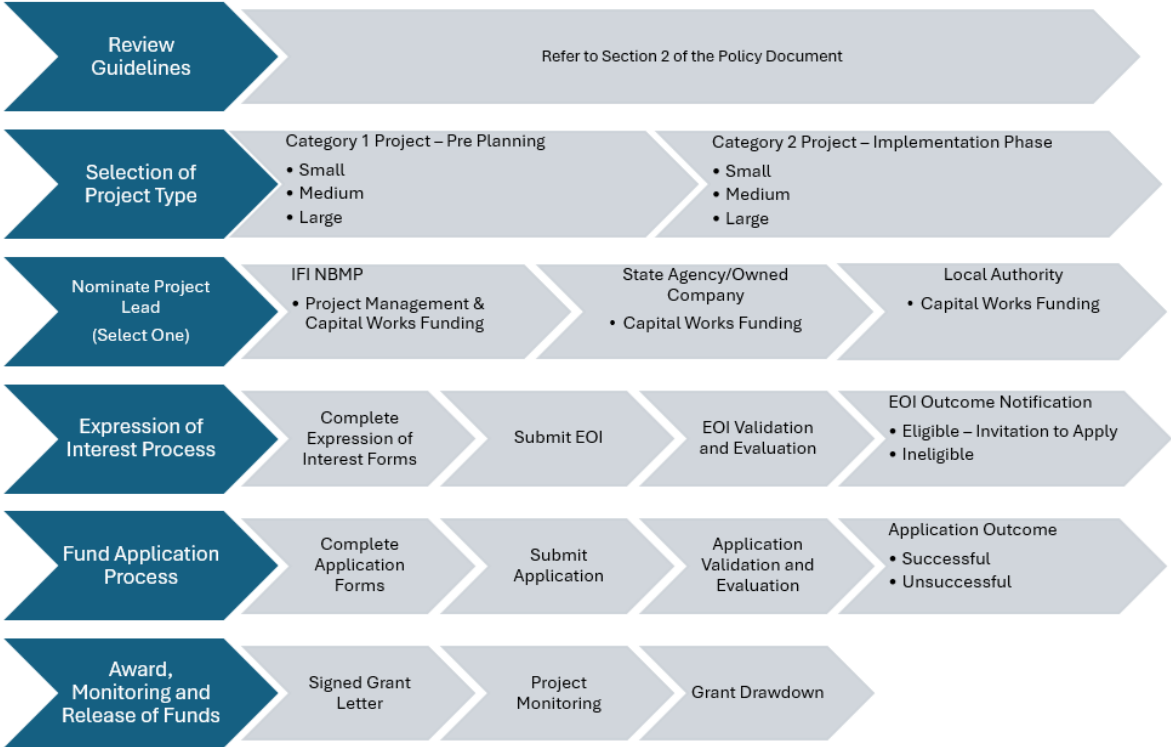 Review
Guidelines
Refer to Section 2 of the Policy Document
Selection of
Project Type
Category 1 Project – Pre Planning
• Small
• Medium
• Large
Category 2 Project – Implementation Phase
• Small
• Medium
• Large
Nominate Project
Lead
(Select One)
IFI NBMP
• Project Management &
Capital Works Funding
State Agency/Owned
Company
• Capital Works Funding
Local Authority
• Capital Works Funding
Expression of
Interest Process
Complete
Expression of
Interest Forms
Submit EOI
EOI Validation
and Evaluation
EOI Outcome Notification
• Eligible – Invitation to Apply
• Ineligible
Fund Application
Process
Complete
Application
Forms
Submit
Application
Application
Validation and
Evaluation
Application Outcome
• Successful
• Unsuccessful
Award,
Monitoring and
Release of Funds
Signed Grant
Letter
Project
Monitoring
Grant Drawdown